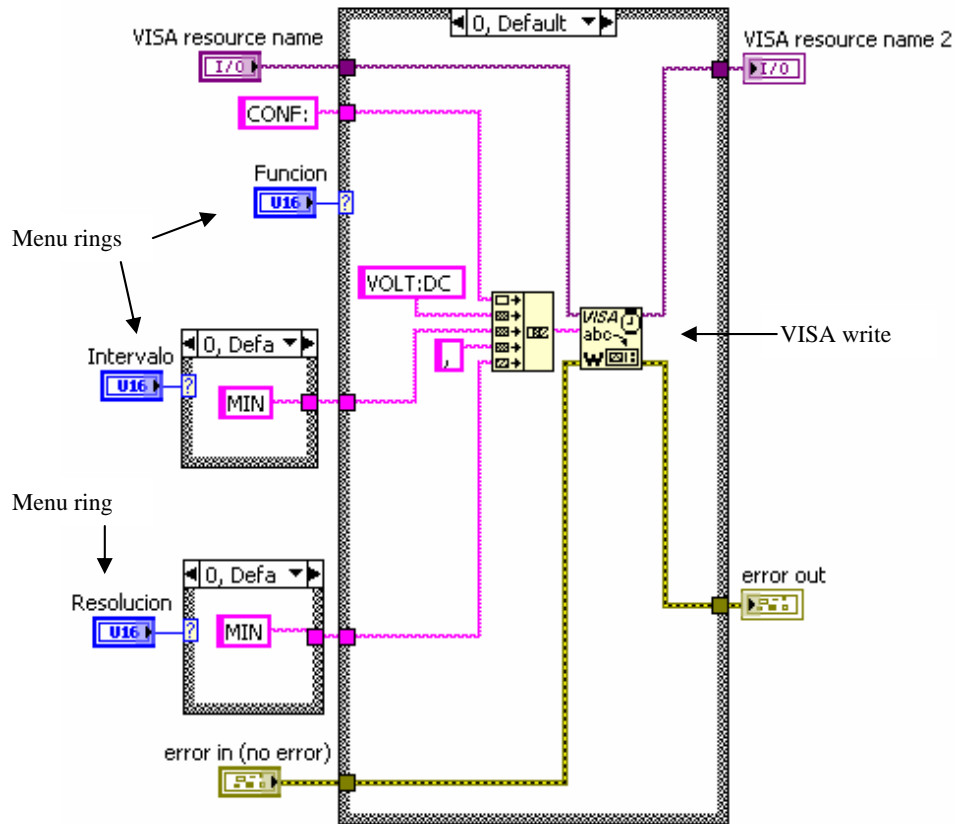 0, Default
VISA resource name
VISA resource name 2
I/O
I/O
CONF:
Funcion
U16
?
Menu rings
VOLT:DC
VISA
abc
W
VISA write
Intervalo
0, Defa
,
U16
?
MIN
Menu ring
0, Defa
error out
Resolucion
U16
?
MIN
error in (no error)